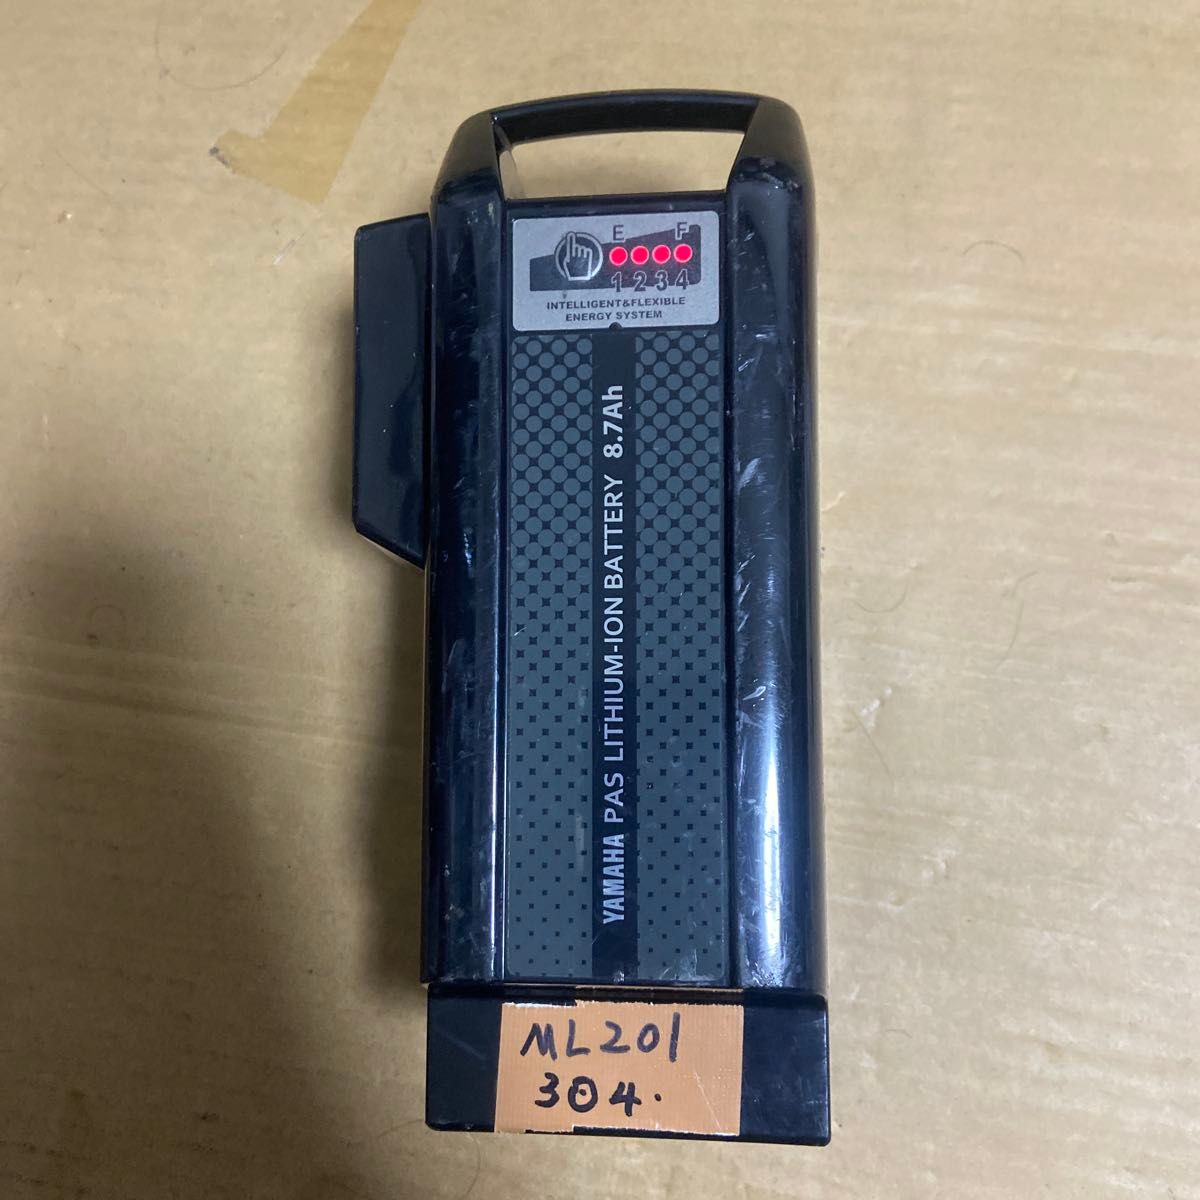 E F
1 2 3 4
INTELLIGENT&FLEXIBLE
ENERGY SYSTEM
YAMAHA PAS LITHIUM-ION BATTERY 8.7Ah
ML201
304.